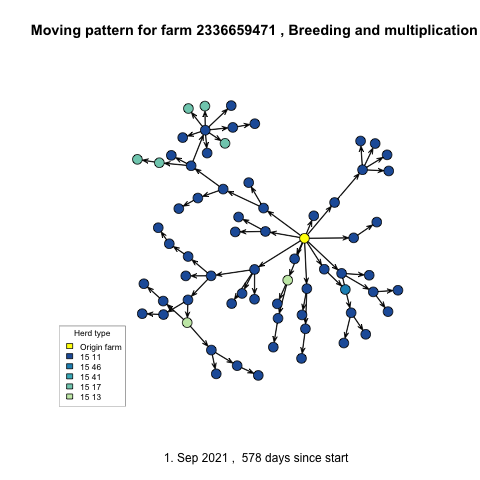 Moving pattern for farm 2336659471 , Breeding and multiplication
Herd type
Origin farm
15 11
15 46
15 41
15 17
15 13
1. Sep 2021 ,  578 days since start